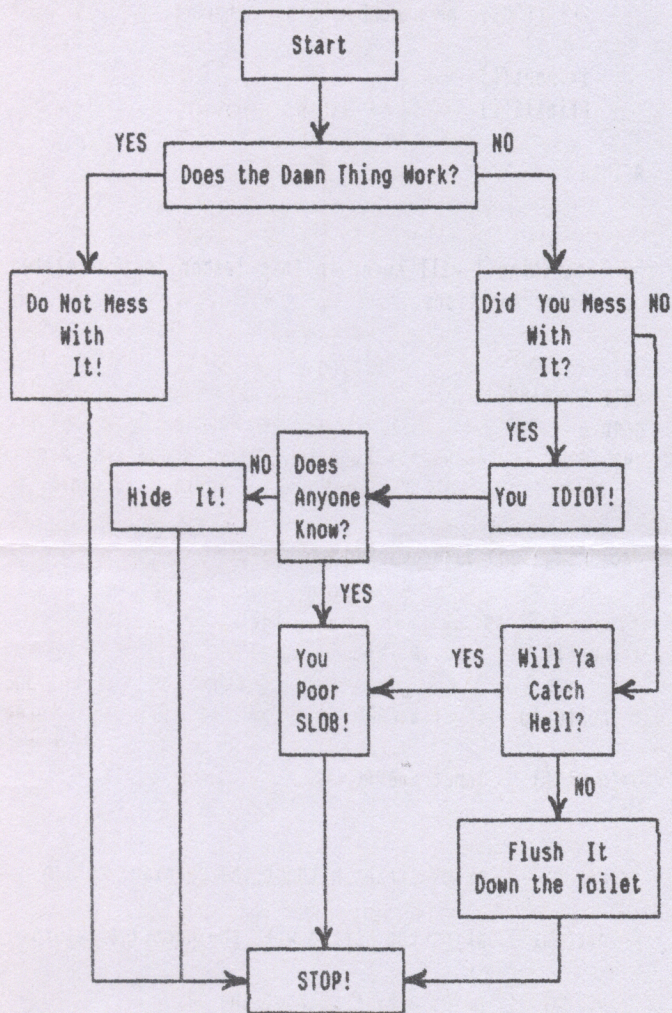 Start
YES
NO
Does the Damn Thing Work?
Do Not Mess
With
It!
Did You Mess
With
It?
NO
YES
Hide It!
NO
Does
Anyone
Know?
You IDIOT!
YES
You
Poor
SLOB!
YES
Will Ya
Catch
Hell?
NO
Flush It
Down the Toilet
STOP!